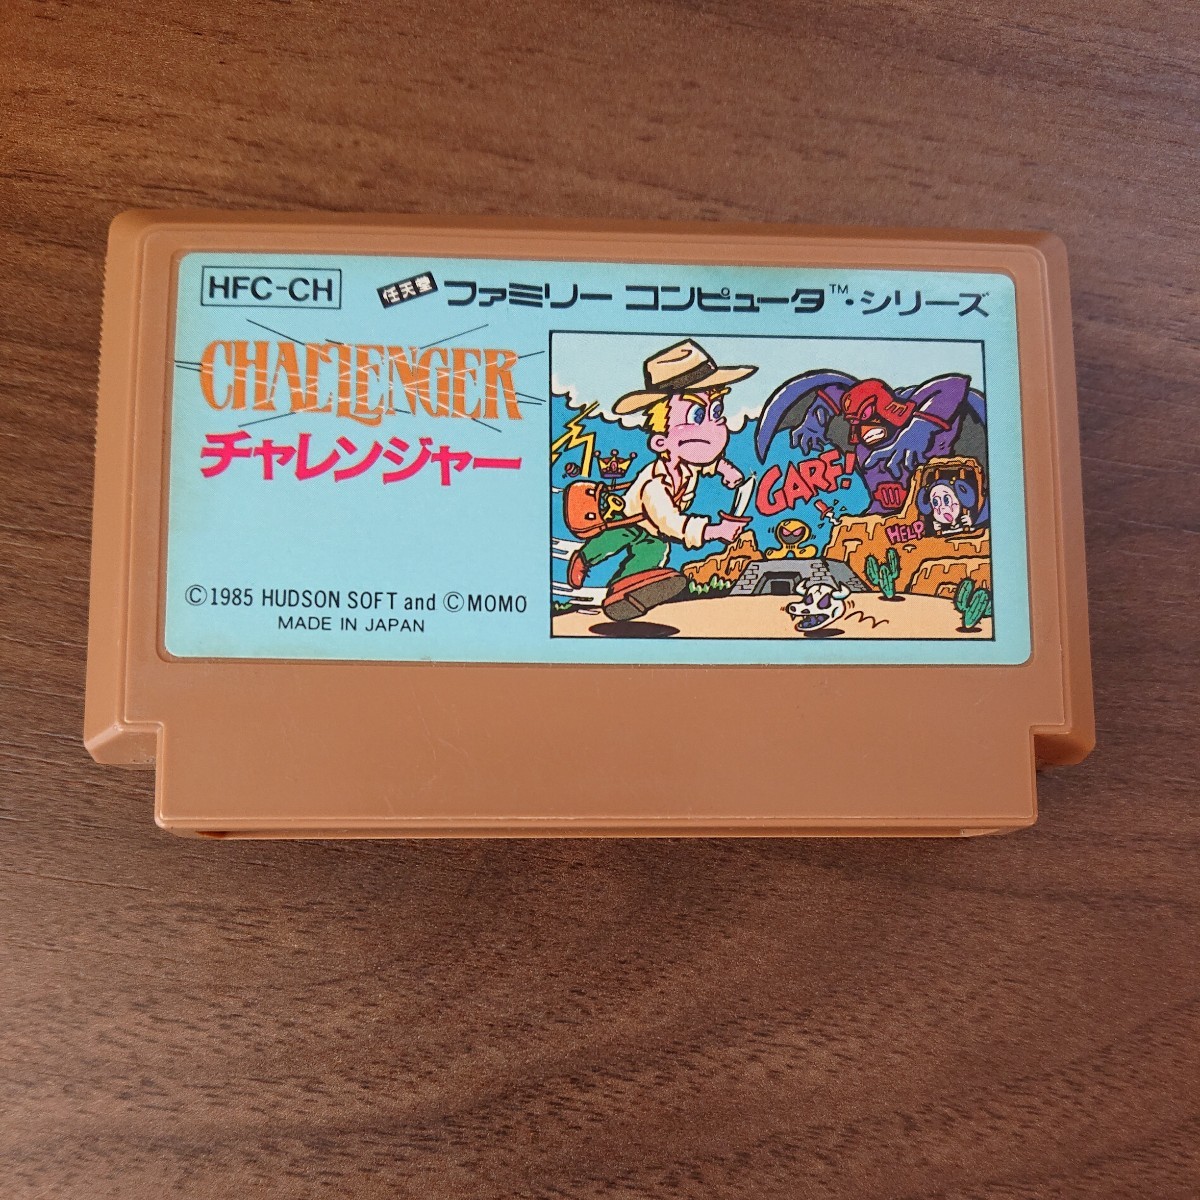 HFC-CH
任天堂 ファミリー コンピュータ™・シリーズ
CHALLENGER
チャレンジャー
GARF!
HELP
©1985 HUDSON SOFT and ©MOMO
MADE IN JAPAN